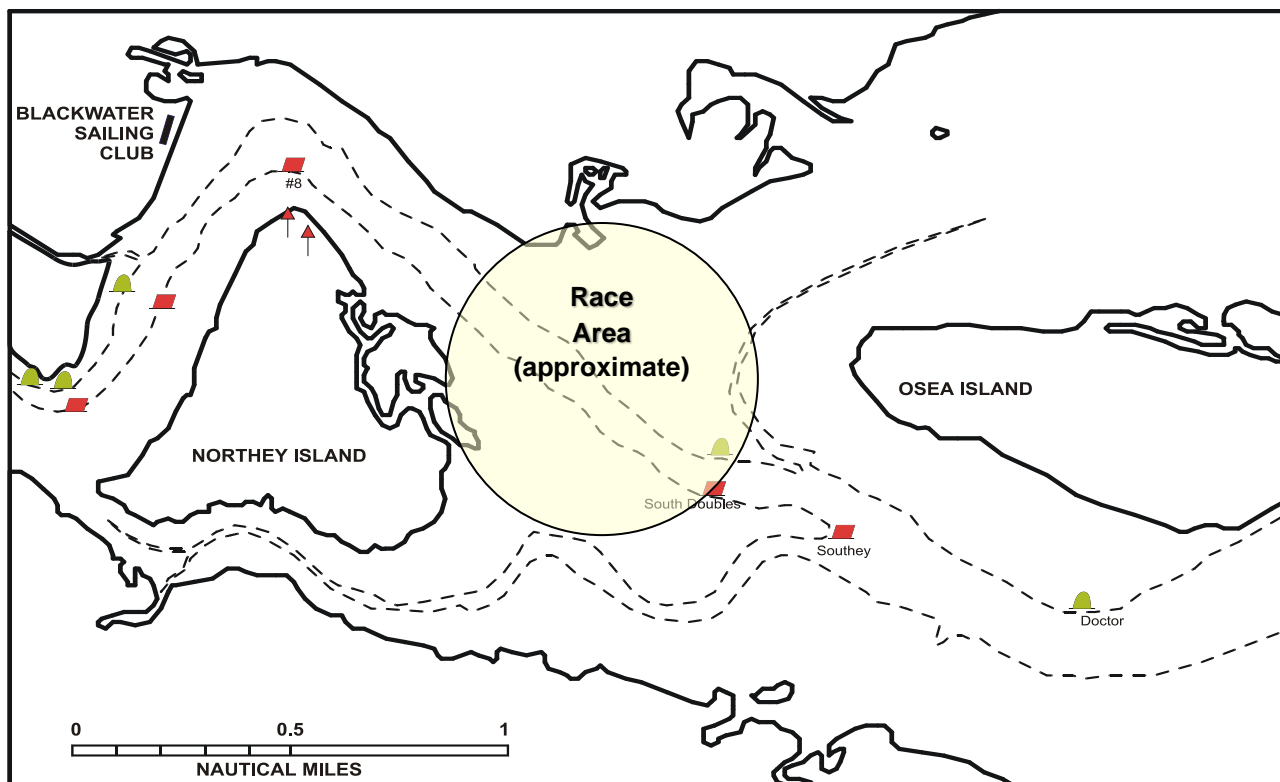 BLACKWATER
SAILING
CLUB
#8
Race
Area
(approximate)
OSEA ISLAND
NORTHEY ISLAND
South Doubles
Southey
Doctor
0 0.5 1
NAUTICAL MILES